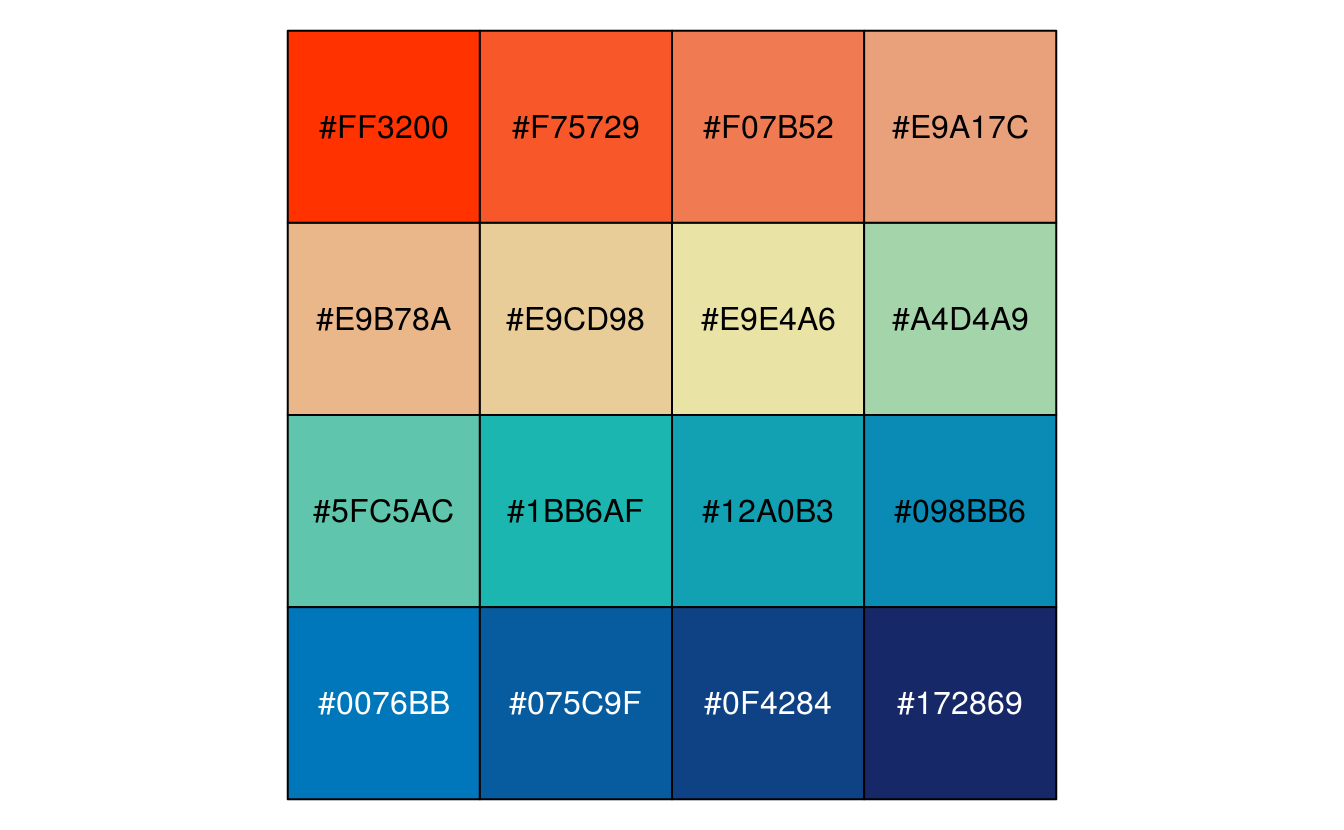 #FF3200 #F75729 #F07B52 #E9A17C
#E9B78A #E9CD98 #E9E4A6 #A4D4A9
#5FC5AC #1BB6AF #12A0B3 #098BB6
#0076BB #075C9F #0F4284 #172869